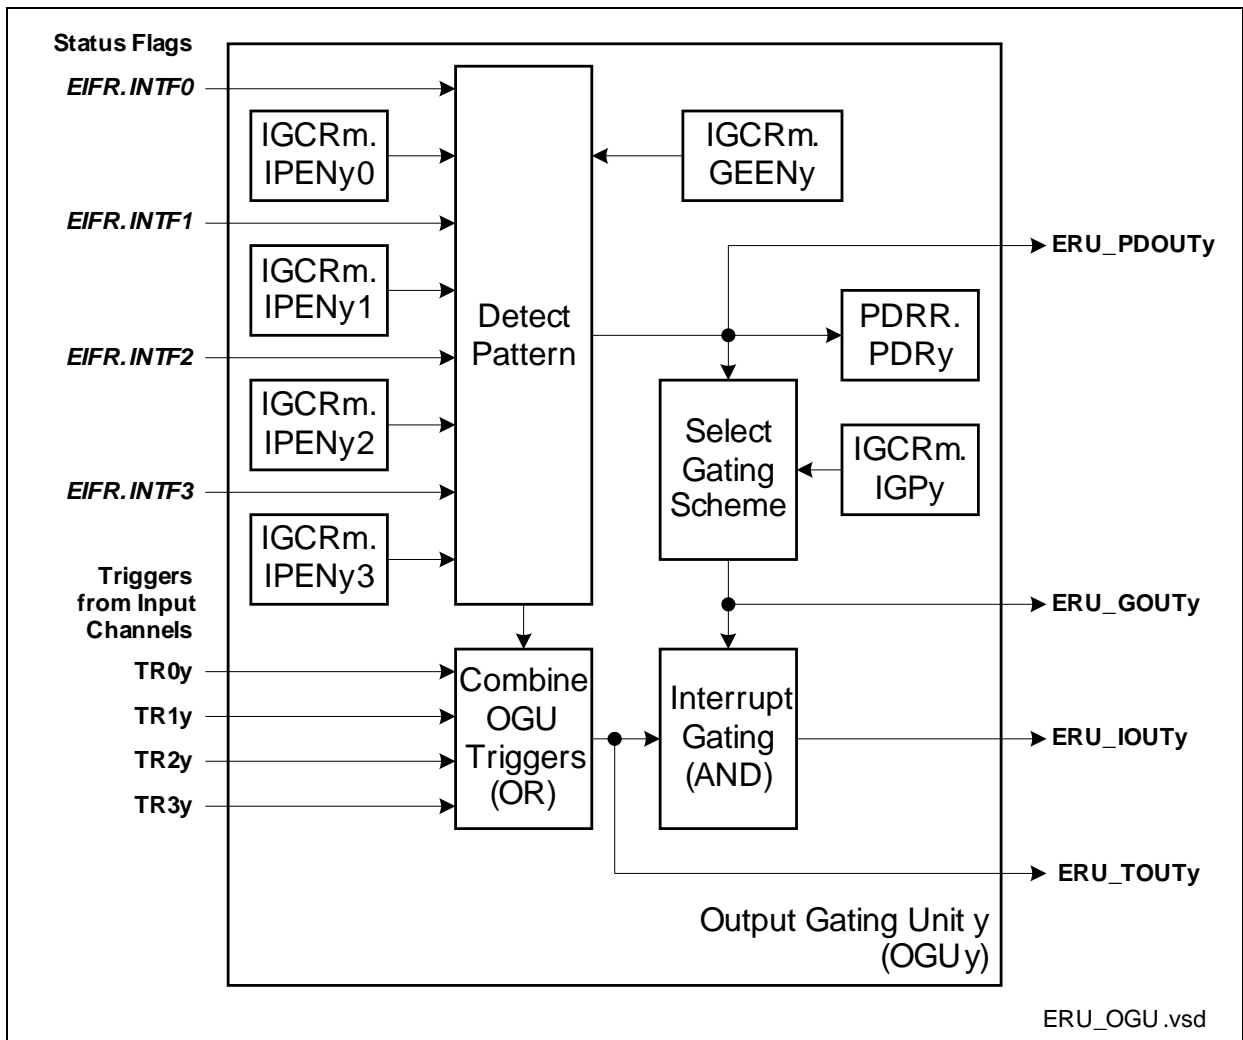 Status Flags
EIFR.INTF0
IGCRm.
IPENy0
IGCRm.
GEENy
EIFR.INTF1
ERU_PDOUTy
IGCRm.
IPENy1
Detect
Pattern
PDRR.
PDRy
EIFR.INTF2
IGCRm.
IPENy2
Select
Gating
Scheme
IGCRm.
IGPy
EIFR.INTF3
IGCRm.
IPENy3
Triggers
from Input
Channels
ERU_GOUTy
TR0y
TR1y
TR2y
TR3y
Combine
OGU
Triggers
(OR)
Interrupt
Gating
(AND)
ERU_IOUTy
ERU_TOUTy
Output Gating Unit y
(OGUy)
ERU_OGU.vsd